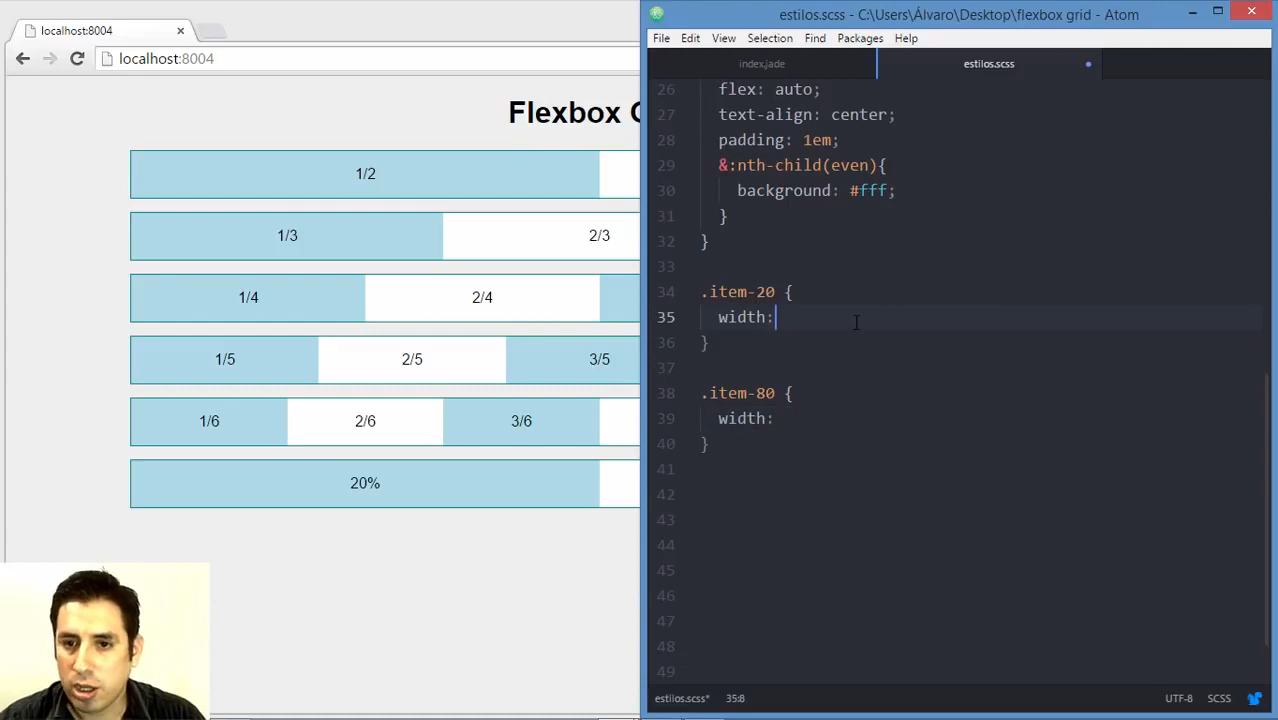 localhost:8004
localhost:8004
Flexbox
1/2
1/3 2/3
1/4 2/4
1/5 2/5 3/5
1/6 2/6 3/6
20%
estilos.scss - C:\Users\Álvaro\Desktop\flexbox grid - Atom
File Edit View Selection Find Packages Help
index.jade estilos.scss
26 flex: auto;
27 text-align: center;
28 padding: 1em;
29 &:nth-child(even){
30 background: #fff;
31 }
32 }
33
34 .item-20 {
35 width:
36 }
37
38 .item-80 {
39 width:
40 }
41
42
43
44
45
46
47
48
49
estilos.scss* 35:8 UTF-8 SCSS